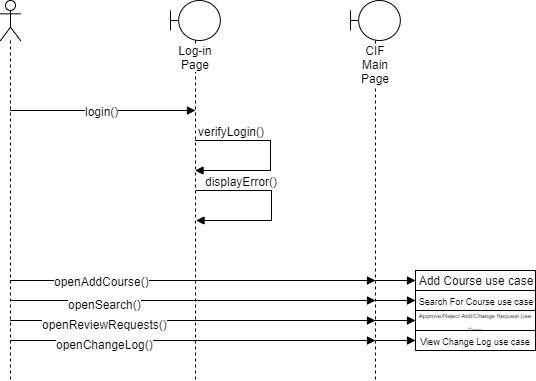 Log-in
Page
CIF
Main
Page
login()
verifyLogin()
displayError()
openAddCourse()
Add Course use case
openSearch()
Search For Course use case
openReviewRequests()
Approve/Reject Add/Change Request Use
openChangeLog()
View Change Log use case